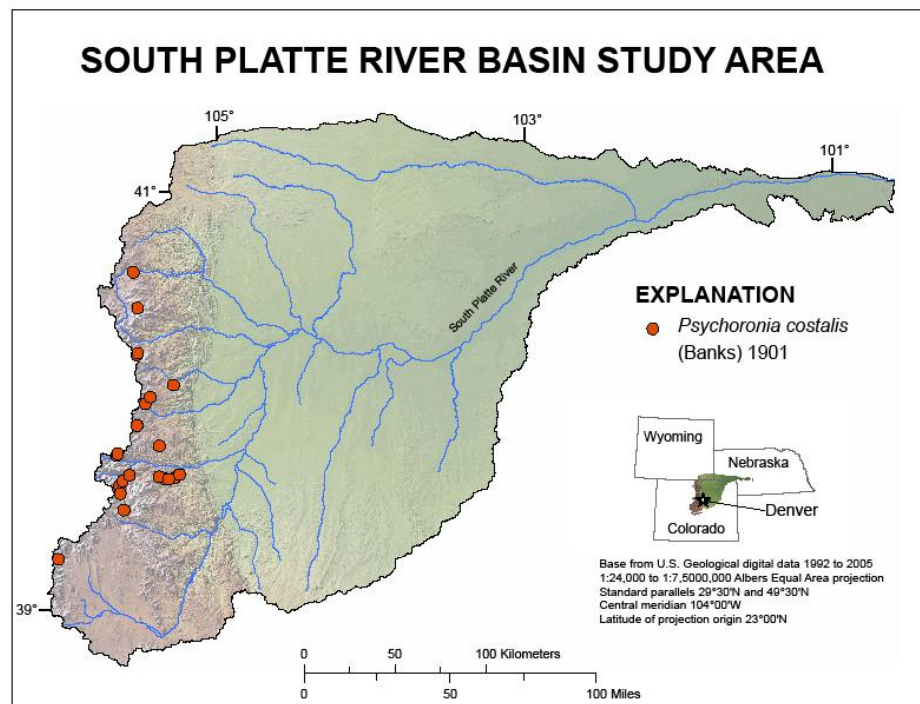 SOUTH PLATTE RIVER BASIN STUDY AREA
105°
103°
101°
41°
South Platte River
EXPLANATION
Psychoronia costalis
(Banks) 1901
Wyoming
Nebraska
Denver
Colorado
39°
Base from U.S. Geological digital data 1992 to 2005
1:24,000 to 1:7,5000,000 Albers Equal Area projection
Standard parallels 29°30'N and 49°30'N
Central meridian 104°00'W
Latitude of projection origin 23°00'N
0 50 100 Kilometers
0 50 100 Miles